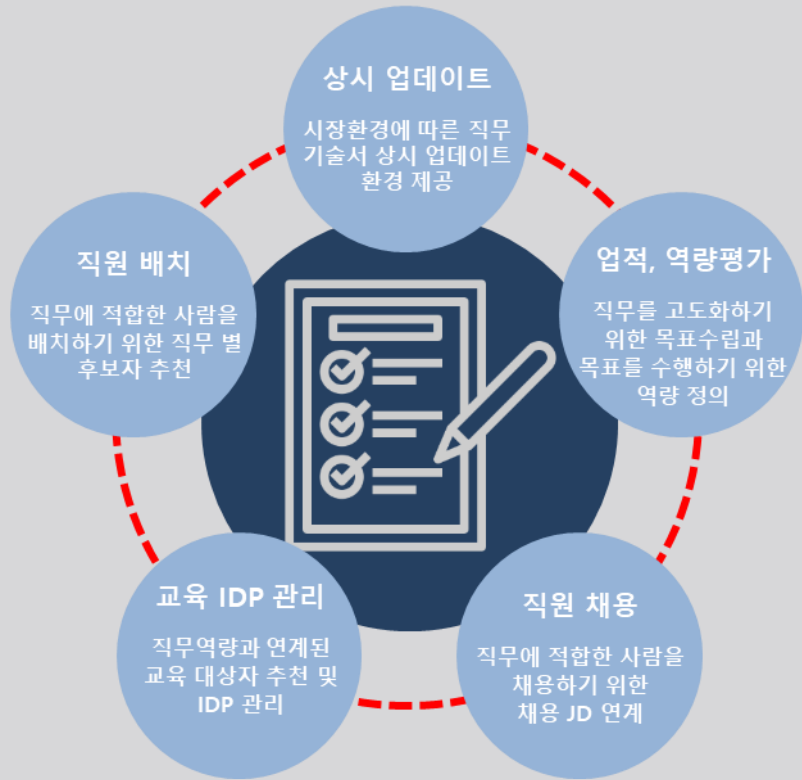 상시 업데이트
시장환경에 따른 직무
기술서 상시 업데이트
환경 제공
업적, 역량평가
직무를 고도화하기
위한 목표수립과
목표를 수행하기 위한
역량 정의
직원 채용
직무에 적합한 사람을
채용하기 위한
채용 JD 연계
교육 IDP 관리
직무역량과 연계된
교육 대상자 추천 및
IDP 관리
직원 배치
직무에 적합한 사람을
배치하기 위한 직무 별
후보자 추천